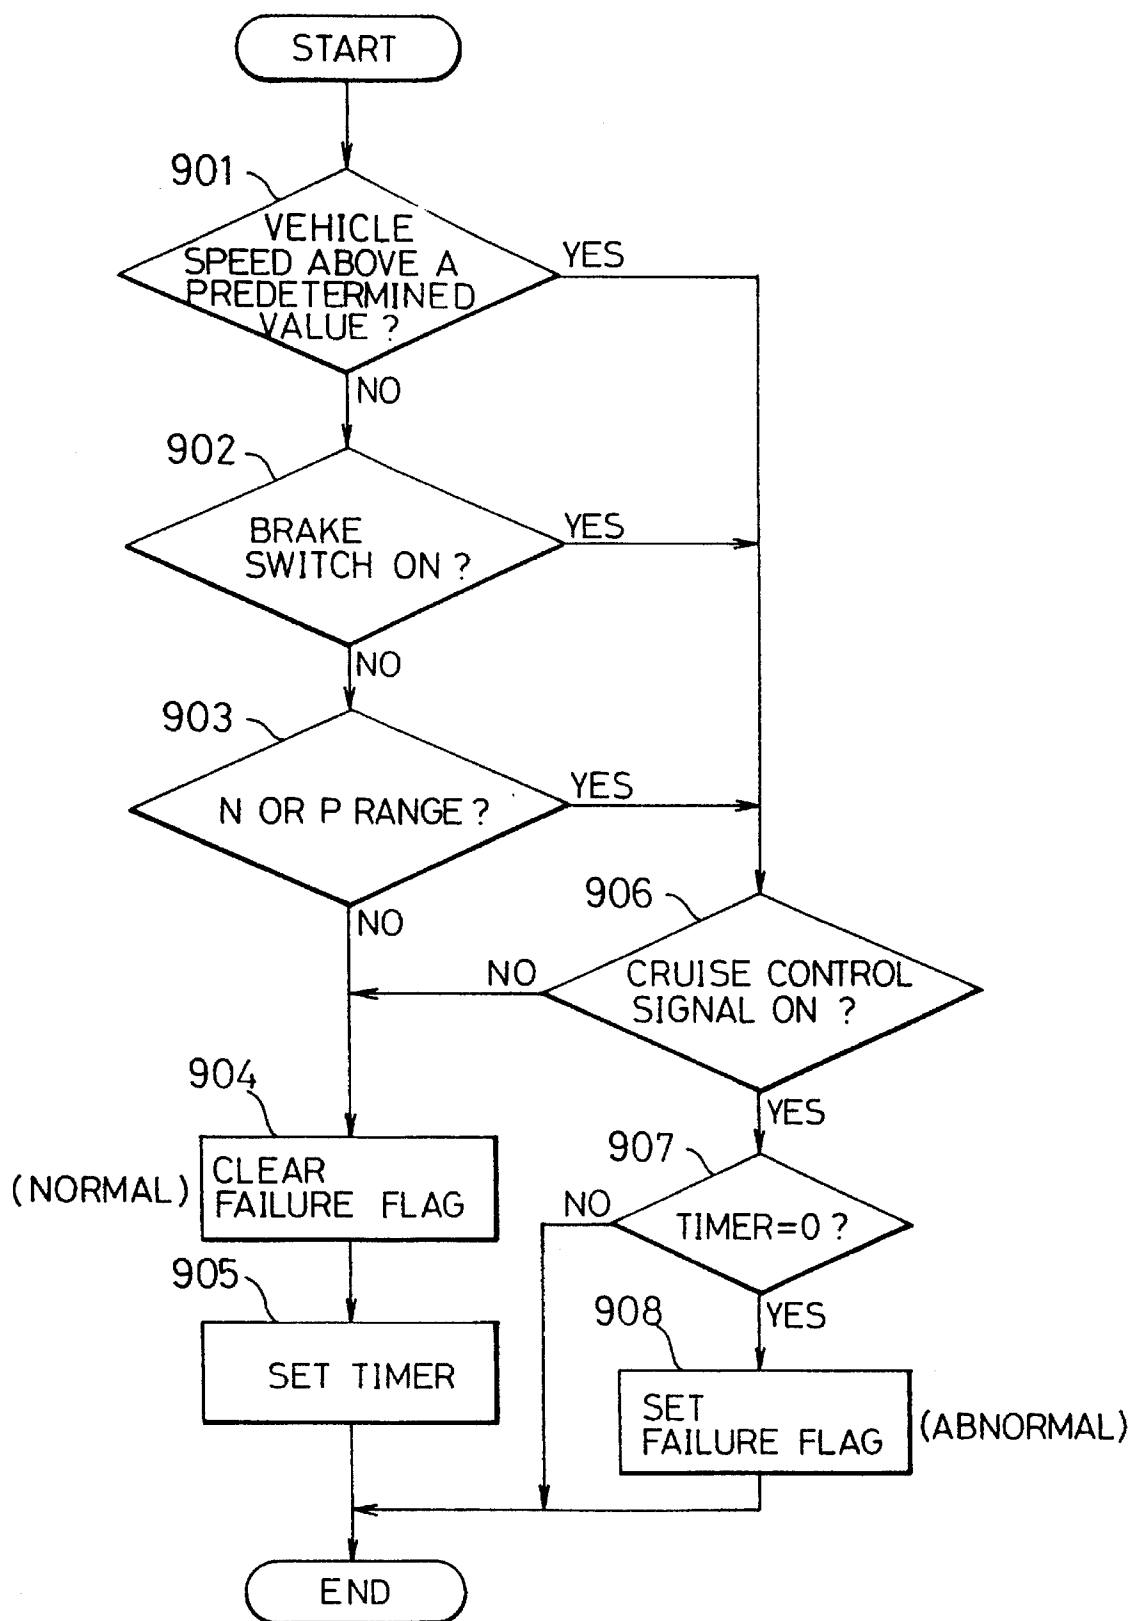 START
901
VEHICLE
SPEED ABOVE A
PREDETERMINED
VALUE ?
YES
NO
902
BRAKE
SWITCH ON ?
YES
NO
903
N OR P RANGE ?
YES
NO
906
CRUISE CONTROL
SIGNAL ON ?
NO
YES
904
(NORMAL)
CLEAR
FAILURE FLAG
907
TIMER=0 ?
NO
YES
905
SET TIMER
908
SET
FAILURE FLAG
(ABNORMAL)
END